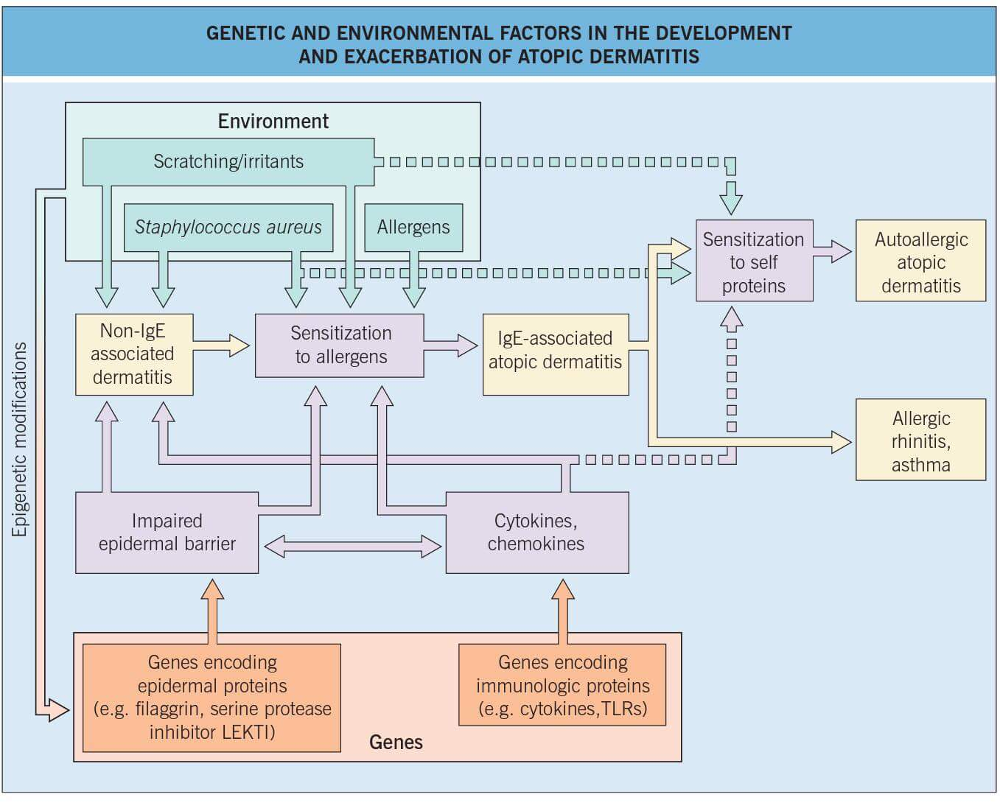 GENETIC AND ENVIRONMENTAL FACTORS IN THE DEVELOPMENT
AND EXACERBATION OF ATOPIC DERMATITIS
Environment
Scratching/irritants
Staphylococcus aureus
Allergens
Sensitization
to self
proteins
Autoallergic
atopic
dermatitis
Non-IgE
associated
dermatitis
Sensitization
to allergens
IgE-associated
atopic dermatitis
Allergic
rhinitis,
asthma
Epigenetic modifications
Impaired
epidermal barrier
Cytokines,
chemokines
Genes encoding
epidermal proteins
(e.g. filaggrin, serine protease
inhibitor LEKTI)
Genes encoding
immunologic proteins
(e.g. cytokines,TLRs)
Genes